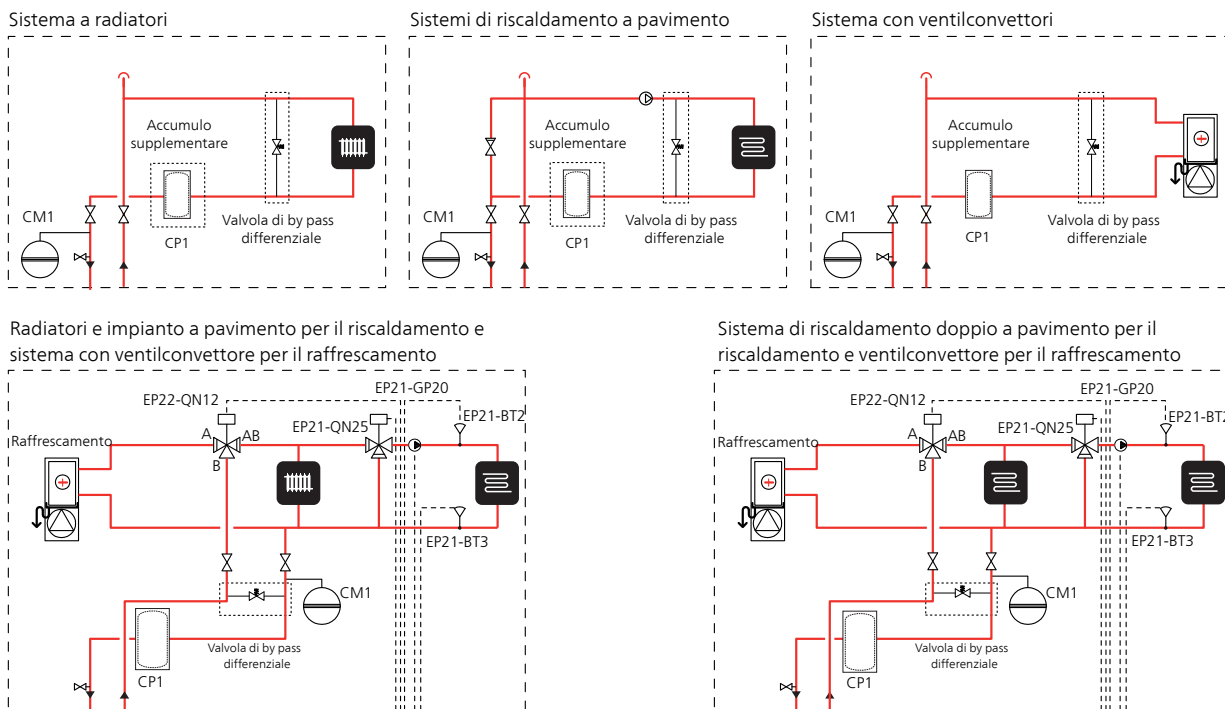 Sistema a radiatori
Accumulo
supplementare
CM1
CP1
Valvola di by pass
differenziale
Sistemi di riscaldamento a pavimento
Accumulo
supplementare
CM1
CP1
Valvola di by pass
differenziale
Sistema con ventilconvettori
Accumulo
supplementare
CM1
CP1
Valvola di by pass
differenziale
Radiatori e impianto a pavimento per il riscaldamento e
sistema con ventilconvettore per il raffrescamento
EP21-GP20
EP22-QN12
EP21-BT2
EP21-QN25
Raffrescamento
A
AB
B
EP21-BT3
CM1
Valvola di by pass
differenziale
CP1
Sistema di riscaldamento doppio a pavimento per il
riscaldamento e ventilconvettore per il raffrescamento
EP21-GP20
EP22-QN12
EP21-BT2
EP21-QN25
Raffrescamento
A
AB
B
EP21-BT3
CM1
Valvola di by pass
differenziale
CP1